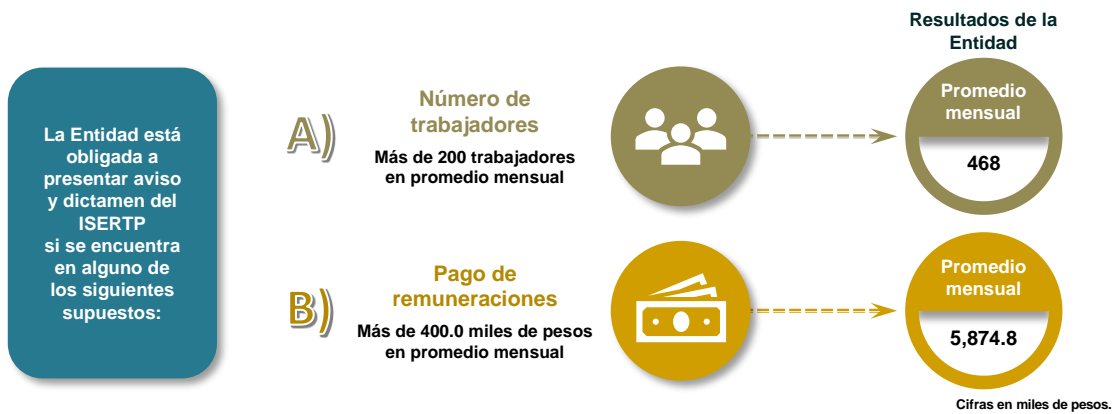 La Entidad está
obligada a
presentar aviso
y dictamen del
ISERTP
si se encuentra
en alguno de
los siguientes
supuestos:
A)
Número de
trabajadores
Más de 200 trabajadores
en promedio mensual
Resultados de la
Entidad
Promedio
mensual
468
B)
Pago de
remuneraciones
Más de 400.0 miles de pesos
en promedio mensual
Promedio
mensual
5,874.8
Cifras en miles de pesos.